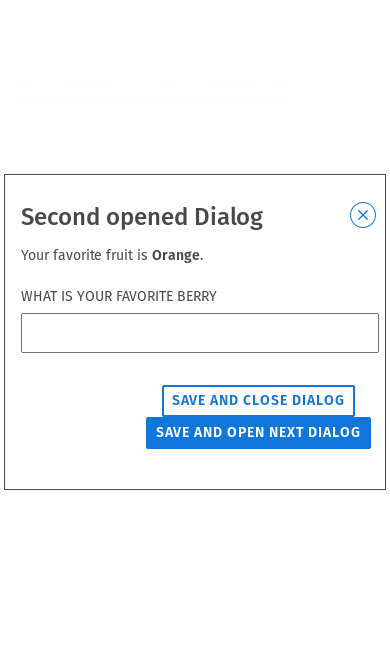 Second opened Dialog
Your favorite fruit is Orange.
WHAT IS YOUR FAVORITE BERRY
SAVE AND CLOSE DIALOG
SAVE AND OPEN NEXT DIALOG